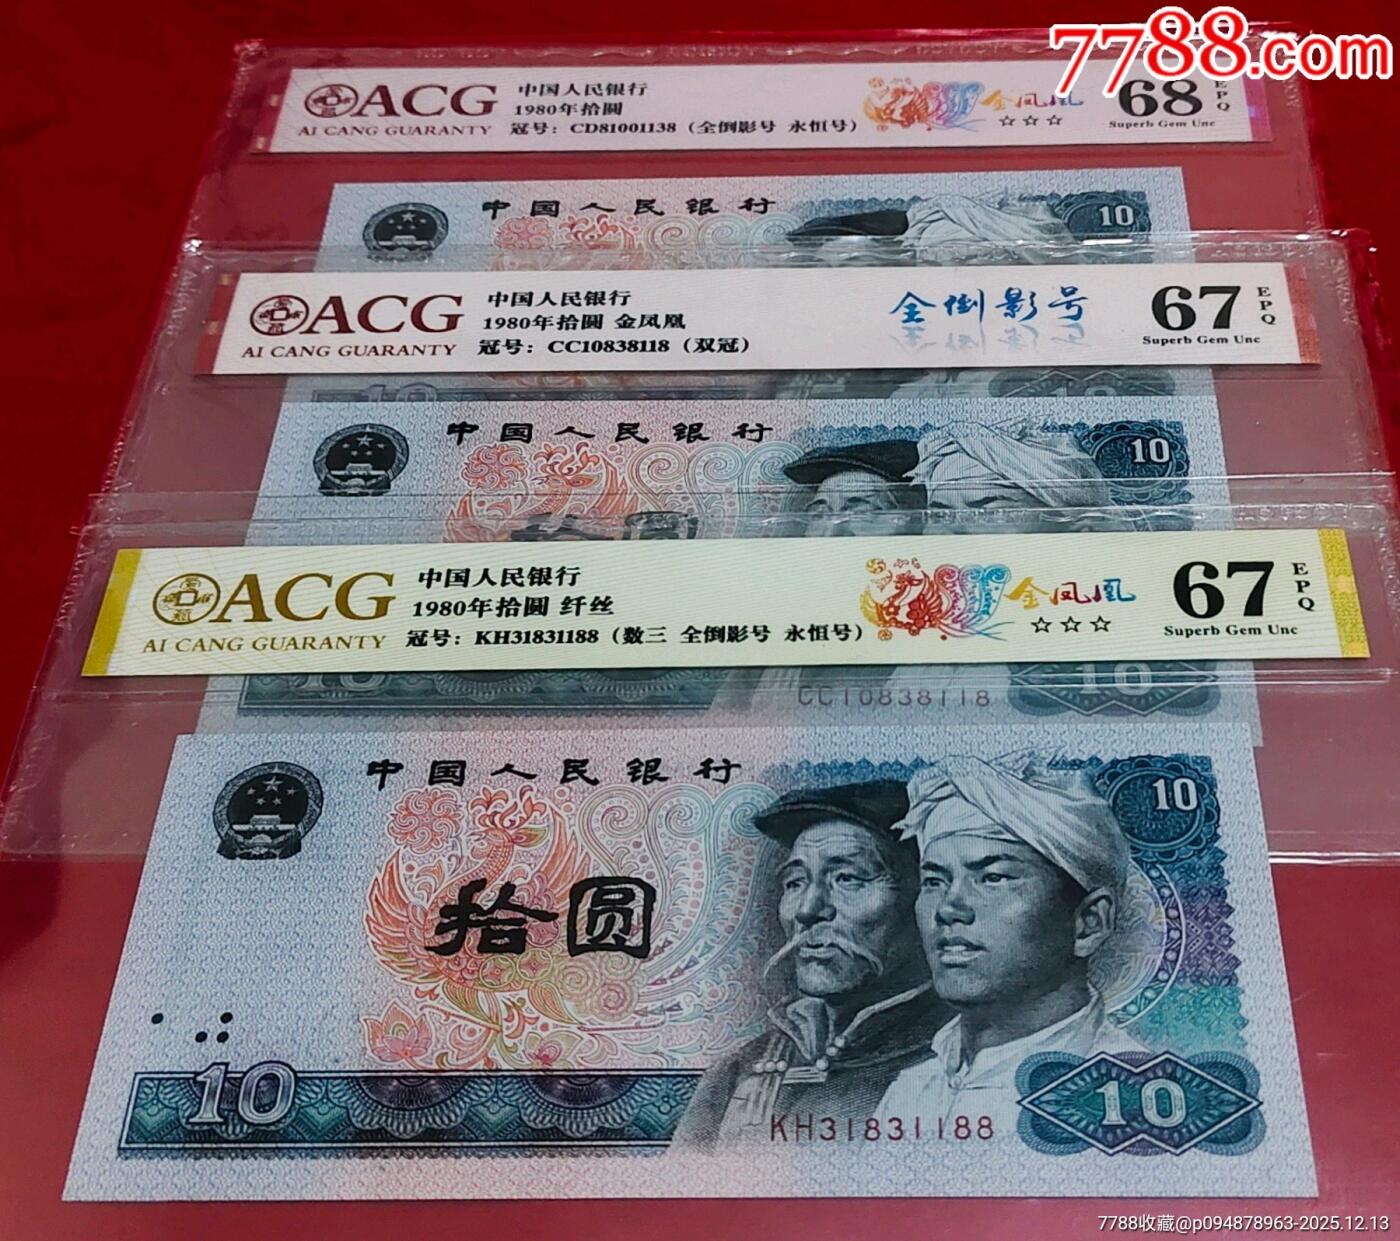 7788.com
ACG
AI CANG GUARANTY
中国人民银行
1980年拾圆
冠号：CD81001138（全倒影号 永恒号）
金凤凰
☆☆☆
68
EPQ
Superb Gem Unc
中国人民银行
10
ACG
AI CANG GUARANTY
中国人民银行
1980年拾圆 金凤凰
冠号：CC10838118（双冠）
全倒影号
67
EPQ
Superb Gem Unc
10
10
中国人民银行
10
拾圆
ACG
AI CANG GUARANTY
中国人民银行
1980年拾圆 纤丝
冠号：KH31831188（数三 全倒影号 永恒号）
金凤凰
☆☆☆
67
EPQ
Superb Gem Unc
10
CC10838118
10
中国人民银行
10
拾圆
10
KH31831188
10
7788收藏@p094878963-2025.12.13